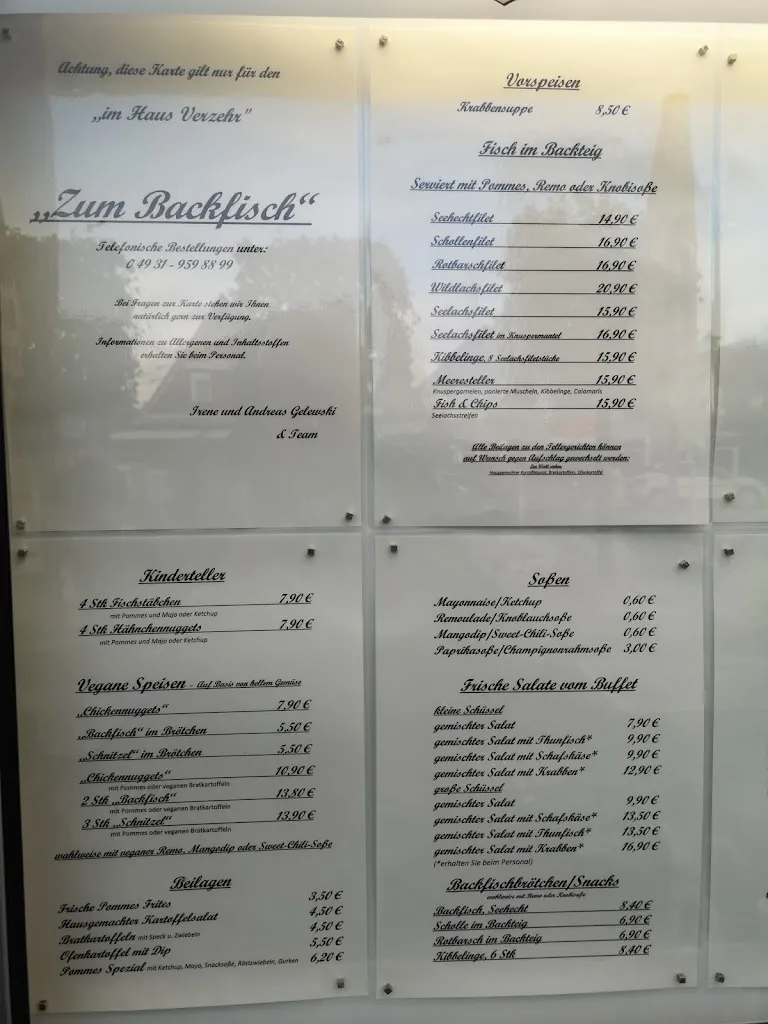 Achtung, diese Karte gilt nur für den
„im Haus Verzehr"
„Zum Backfisch“
Telefonische Bestellungen unter:
0 49 31 - 959 88 99
Bei Fragen zur Karte stehen wir Ihnen
natürlich gern zur Verfügung.
Informationen zu Allergenen und Inhaltsstoffen
erhalten Sie beim Personal.
Irene und Andreas Gelewski
& Team
Vorspeisen
Krabbensuppe 8,50 €
Fisch im Backteig
Serviert mit Pommes, Remo oder Knobisoße
Seehechtfilet 14,90 €
Schollenfilet 16,90 €
Rotbarschfilet 16,90 €
Wildlachsfilet 20,90 €
Seelachsfilet 15,90 €
Seelachsfilet im Knuspermantel 16,90 €
Kibbelinge, 8 Seelachsfiletstücke 15,90 €
Meeresteller 15,90 €
Knuspergarnelen, panierte Muscheln, Kibbelinge, Calamaris
Fish & Chips 15,90 €
Seelachsstreifen
Alle Beilagen zu den Tellergerichten können
auf Wunsch gegen Aufschlag gewechselt werden:
Hausgemachter Kartoffelsalat, Bratkartoffeln, Ofenkartoffel
Kinderteller
4 Stk Fischstäbchen 7,90 €
mit Pommes und Majo oder Ketchup
4 Stk Hähnchennuggets 7,90 €
mit Pommes und Majo oder Ketchup
Vegane Speisen - Auf Basis von hellem Gemüse
„Chickennuggets“ 7,90 €
„Backfisch“ im Brötchen 5,50 €
„Schnitzel“ im Brötchen 5,50 €
„Chickennuggets“ 10,90 €
mit Pommes oder veganen Bratkartoffeln
2 Stk „Backfisch“ 13,80 €
mit Pommes oder veganen Bratkartoffeln
3 Stk „Schnitzel“ 13,90 €
mit Pommes oder veganen Bratkartoffeln
wahlweise mit veganer Remo, Mangodip oder Sweet-Chili-Soße
Beilagen
Frische Pommes Frites 3,50 €
Hausgemachter Kartoffelsalat 4,50 €
Brathartoffeln mit Speck u. Zwiebeln 4,50 €
Ofenkartoffel mit Dip 5,50 €
Pommes Spezial mit Ketchup, Mayo, Snacksoße, Röstzwiebeln, Gurken 6,20 €
Soßen
Mayonnaise/Ketchup 0,60 €
Remoulade/Knoblauchsoße 0,60 €
Mangodip/Sweet-Chili-Soße 0,60 €
Paprikasoße/Champignonrahmsoße 3,00 €
Frische Salate vom Buffet
kleine Schüssel
gemischter Salat 7,90 €
gemischter Salat mit Thunfisch* 9,90 €
gemischter Salat mit Schafskäse* 9,90 €
gemischter Salat mit Krabben* 12,90 €
große Schüssel
gemischter Salat 9,90 €
gemischter Salat mit Schafskäse* 13,50 €
gemischter Salat mit Thunfisch* 13,50 €
gemischter Salat mit Krabben* 16,90 €
(*erhalten Sie beim Personal)
Backfischbrötchen/Snacks
wahlweise mit Remo oder Knobisoße
Backfisch, Seehecht 8,40 €
Scholle im Backteig 6,90 €
Rotbarsch im Backteig 6,90 €
Kibbelinge, 6 Stk 8,40 €